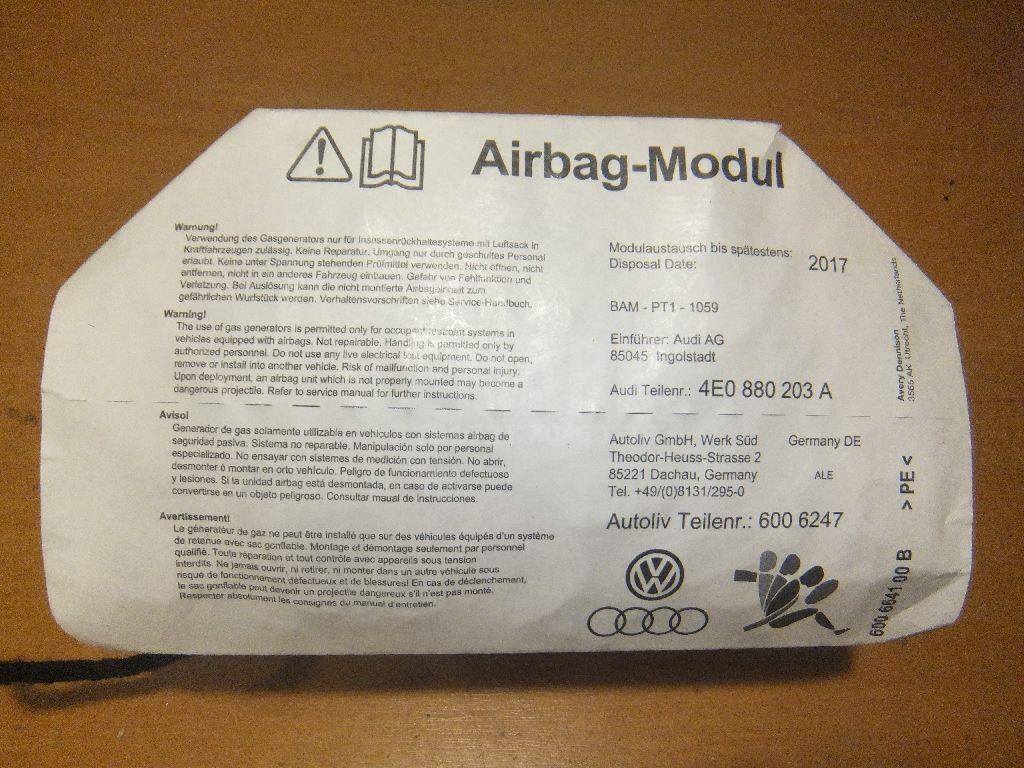 Airbag-Modul
Warnung!
Verwendung des Gasgenerators nur für Insassenrückhaltesysteme mit Luftsack in
Kraftfahrzeugen zulässig. Keine Reparatur. Umgang nur durch geschultes Personal
erlaubt. Keine unter Spannung stehenden Prüfmittel verwenden. Nicht öffnen, nicht
entfernen, nicht in ein anderes Fahrzeug einbauen. Gefahr von Fehlfunktion und
Verletzung. Bei Auslösung kann die nicht montierte Airbageinheit zum
gefährlichen Wurfstück werden. Verhaltensvorschriften siehe Service-Handbuch.
Warning!
The use of gas generators is permitted only for occupant restraint systems in
vehicles equipped with airbags. Not repairable. Handling is permitted only by
authorized personnel. Do not use any live electrical test equipment. Do not open,
remove or install into another vehicle. Risk of malfunction and personal injury.
Upon deployment, an airbag unit which is not properly mounted may become a
dangerous projectile. Refer to service manual for further instructions.
Aviso!
Generador de gas solamente utilizable en vehículos con sistemas airbag de
seguridad pasiva. Sistema no reparable. Manipulación solo por personal
especializado. No ensayar con sistemas de medición con tensión. No abrir,
desmonter ó montar en orto vehículo. Peligro de funcionamiento defectuoso
y lesiones. Si la unidad airbag está desmontada, en caso de activarse puede
convertirse en un objeto peligroso. Consultar maual de instrucciones.
Avertissement!
Le générateur de gaz ne peut être installé que sur des véhicules équipés d'un système
de retenue avec sac gonflable. Montage et démontage seulement par personnel
qualifié. Toute réparation et tout contrôle avec appareils sous tension
interdits. Ne jamais ouvrir, ni retirer, ni monter dans un autre véhicule sous
risque de fonctionnement défectueux et de blessures! En cas de déclenchement,
le sac gonflable peut devenir un projectile dangereux s'il n'est pas monté.
Respecter absolument les consignes du manuel d'entretien.
Modulaustausch bis spätestens:
Disposal Date: 2017
BAM - PT1 - 1059
Einführer: Audi AG
85045 Ingolstadt
Audi Teilenr.: 4E0 880 203 A
Autoliv GmbH, Werk Süd Germany DE
Theodor-Heuss-Strasse 2
85221 Dachau, Germany ALE
Tel. +49/(0)8131/295-0
Autoliv Teilenr.: 600 6247
Avery Dennison
3566 AK Utrecht, The Netherlands
> PE <
600 6641 00 B